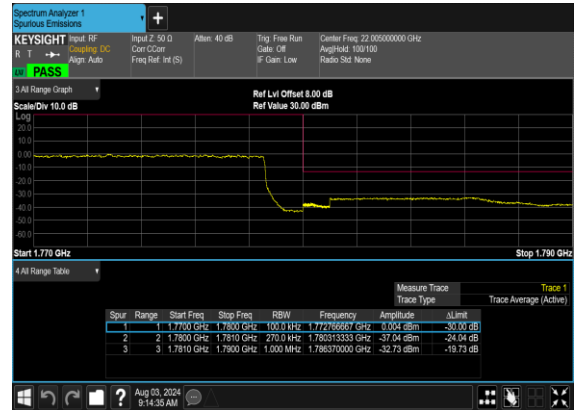 Spectrum Analyzer 1
Spurious Emissions
+
KEYSIGHT Input: RF Input Z: 50 Ω Atten: 40 dB Trig: Free Run Center Freq: 22.005000000 GHz
R T Coupling: DC Corr CCorr Gate: Off Avg|Hold: 100/100
Align: Auto Freq Ref: Int (S) IF Gain: Low Radio Std: None
PASS
3 All Range Graph
Ref Lvl Offset 8.00 dB
Scale/Div 10.0 dB Ref Value 30.00 dBm
Log
20.0
10.0
0.00
-10.0
-20.0
-30.0
-40.0
-50.0
-60.0
Start 1.770 GHz Stop 1.790 GHz
4 All Range Table
Measure Trace Trace 1
Trace Type Trace Average (Active)
Spur Range Start Freq Stop Freq RBW Frequency Amplitude ΔLimit
1 1 1.7700 GHz 1.7800 GHz 100.0 kHz 1.772766667 GHz 0.004 dBm -30.00 dB
2 2 1.7800 GHz 1.7810 GHz 270.0 kHz 1.780313333 GHz -37.04 dBm -24.04 dB
3 3 1.7810 GHz 1.7900 GHz 1.000 MHz 1.786370000 GHz -32.73 dBm -19.73 dB
? Aug 03, 2024
9:14:35 AM